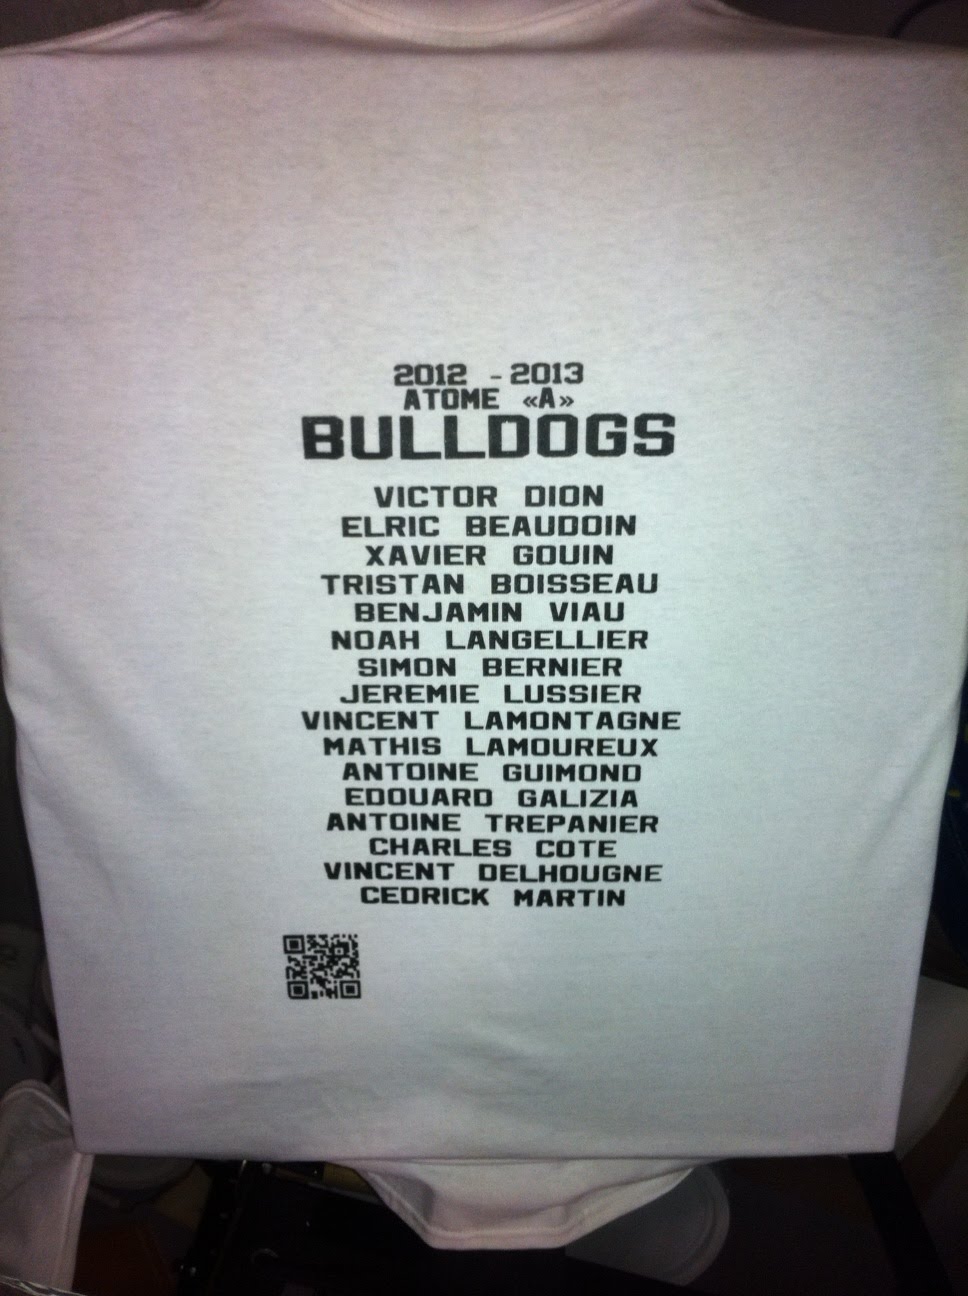 2012 - 2013
ATOME «A»
BULLDOGS
VICTOR DION
ELRIC BEAUDOIN
XAVIER GOUIN
TRISTAN BOISSEAU
BENJAMIN VIAU
NOAH LANGELLIER
SIMON BERNIER
JEREMIE LUSSIER
VINCENT LAMONTAGNE
MATHIS LAMOUREUX
ANTOINE GUIMOND
EDOUARD GALIZIA
ANTOINE TREPANIER
CHARLES COTE
VINCENT DELHOUGNE
CEDRICK MARTIN